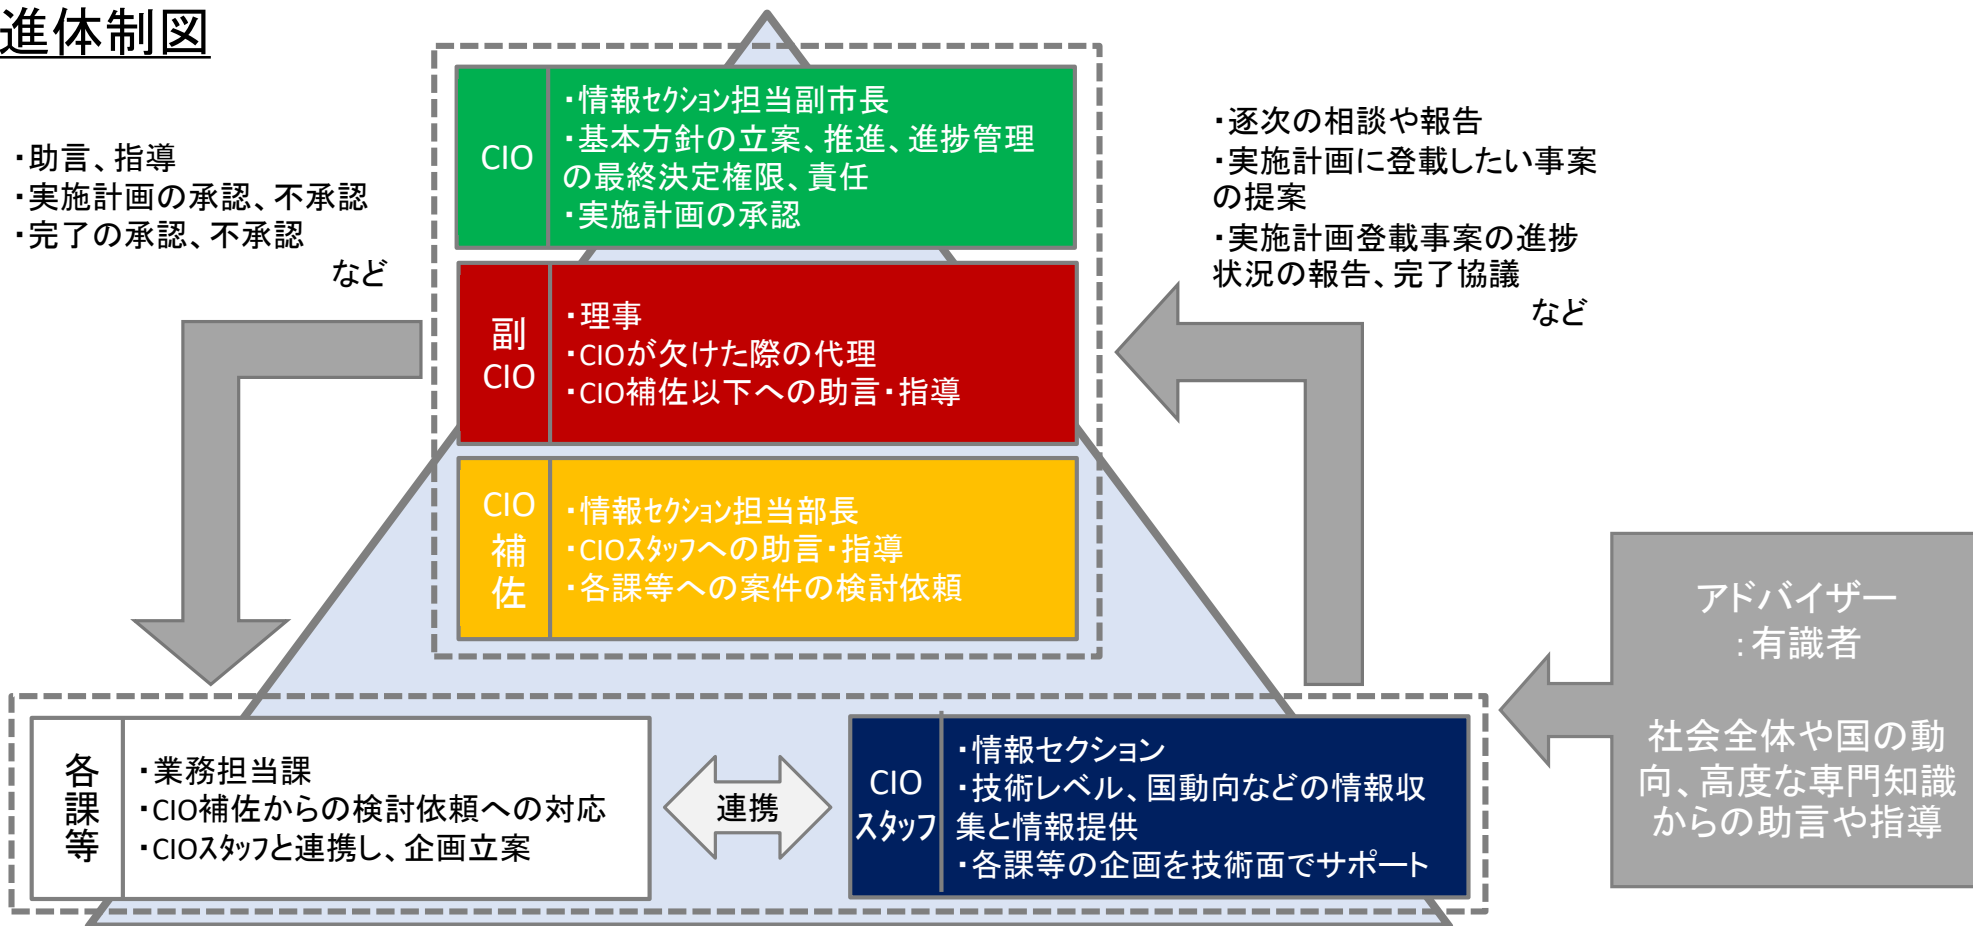 進体制図
・助言、指導
・実施計画の承認、不承認
・完了の承認、不承認
など
CIO
・情報セクション担当副市長
・基本方針の立案、推進、進捗管理
の最終決定権限、責任
・実施計画の承認
副
CIO
・理事
・CIOが欠けた際の代理
・CIO補佐以下への助言・指導
CIO
補
佐
・情報セクション担当部長
・CIOスタッフへの助言・指導
・各課等への案件の検討依頼
・逐次の相談や報告
・実施計画に登載したい事案
の提案
・実施計画登載事案の進捗
状況の報告、完了協議
など
各
課
等
・業務担当課
・CIO補佐からの検討依頼への対応
・CIOスタッフと連携し、企画立案
連携
CIO
スタッフ
・情報セクション
・技術レベル、国動向などの情報収
集と情報提供
・各課等の企画を技術面でサポート
アドバイザー
：有識者
社会全体や国の動
向、高度な専門知識
からの助言や指導